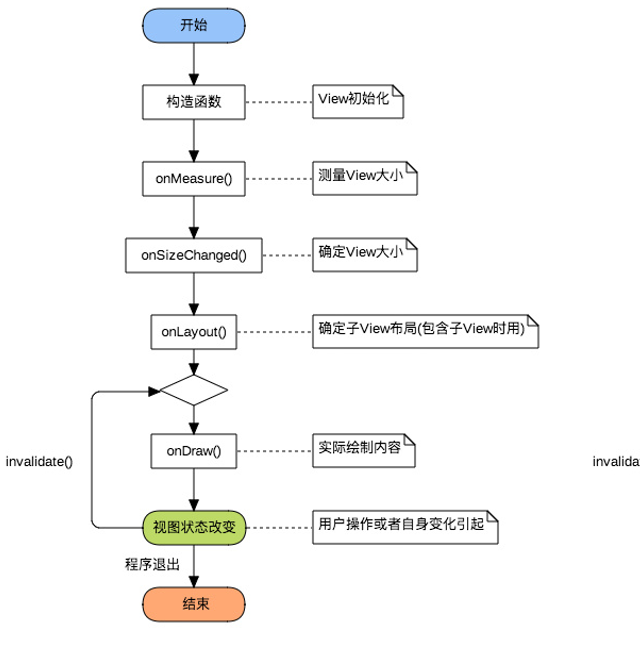 开始
构造函数
View初始化
onMeasure()
测量View大小
onSizeChanged()
确定View大小
onLayout()
确定子View布局(包含子View时用)
onDraw()
实际绘制内容
invalidate()
invalida
视图状态改变
用户操作或者自身变化引起
程序退出
结束